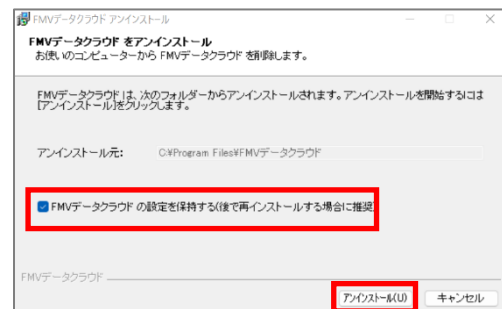 FMVデータクラウド アンインストール
FMVデータクラウド をアンインストール
お使いのコンピューターから FMVデータクラウド を削除します。
FMVデータクラウド は、次のフォルダーからアンインストールされます。アンインストールを開始するには
[アンインストール]をクリックします。
アンインストール元: C:¥Program Files¥FMVデータクラウド
FMVデータクラウド の設定を保持する(後で再インストールする場合に推奨)
FMVデータクラウド
アンインストール(U) キャンセル